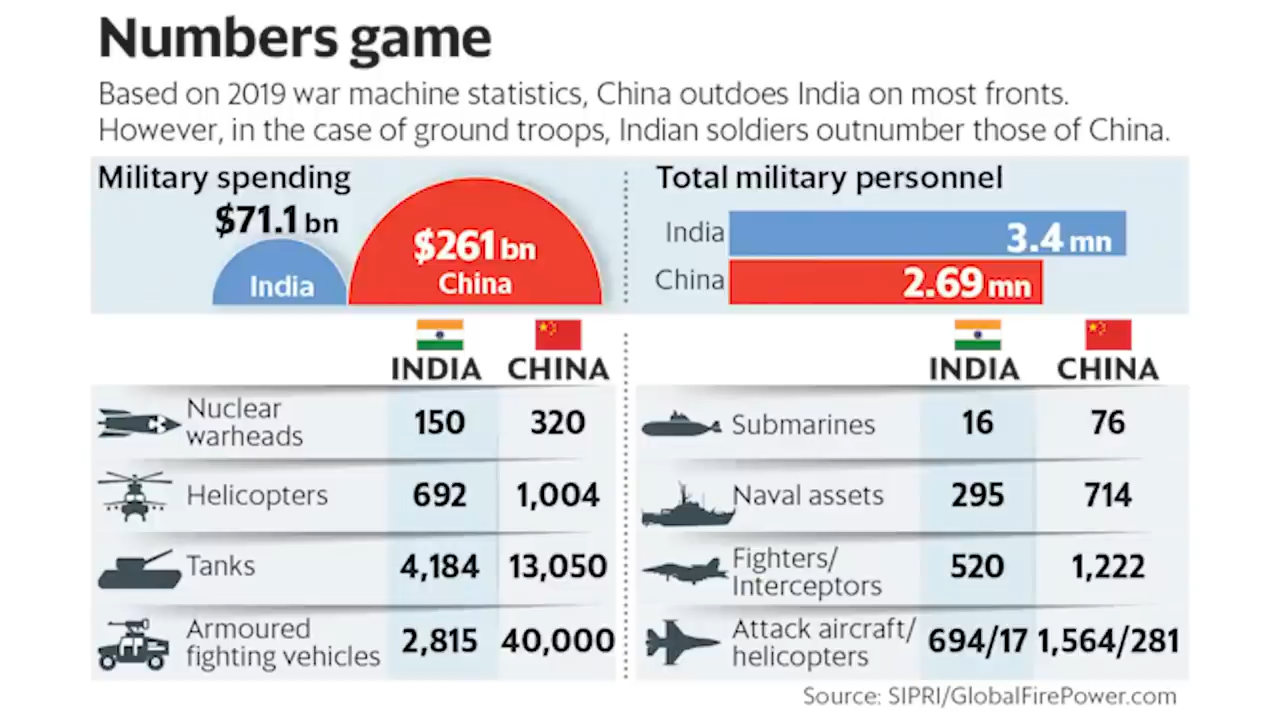 Numbers game
Based on 2019 war machine statistics, China outdoes India on most fronts.
However, in the case of ground troops, Indian soldiers outnumber those of China.
Military spending
$71.1 bn
India
$261 bn
China
Total military personnel
India 3.4 mn
China 2.69 mn
INDIA CHINA
Nuclear
warheads 150 320
Helicopters 692 1,004
Tanks 4,184 13,050
Armoured
fighting vehicles 2,815 40,000
INDIA CHINA
Submarines 16 76
Naval assets 295 714
Fighters/
Interceptors 520 1,222
Attack aircraft/
helicopters 694/17 1,564/281
Source: SIPRI/GlobalFirePower.com